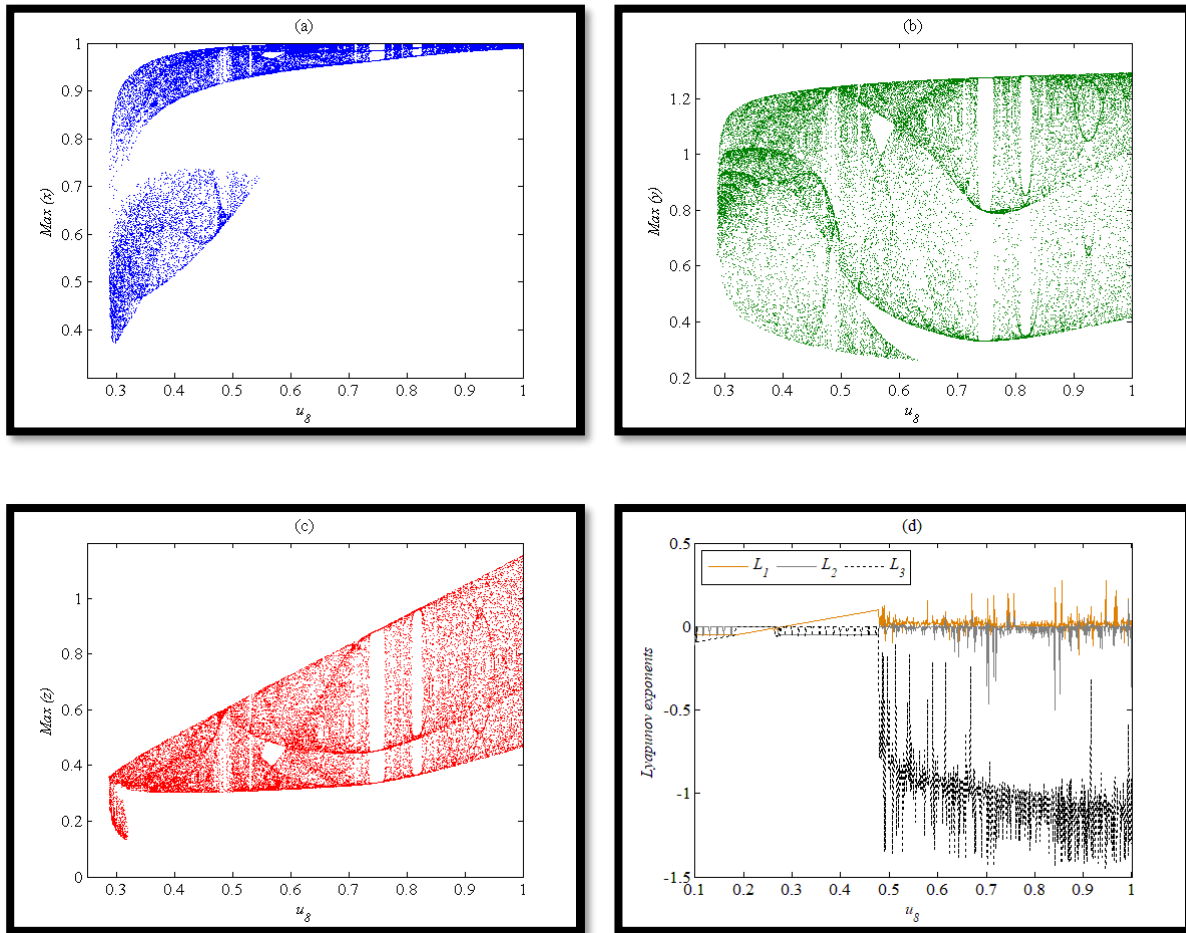 (a)
1
0.9
0.8
0.7
0.6
0.5
0.4
Max (x)
0.3 0.4 0.5 0.6 0.7 0.8 0.9 1
u8
(b)
1.2
1
0.8
0.6
0.4
0.2
Max (y)
0.3 0.4 0.5 0.6 0.7 0.8 0.9 1
u8
(c)
1
0.8
0.6
0.4
0.2
0
Max (z)
0.3 0.4 0.5 0.6 0.7 0.8 0.9 1
u8
(d)
0.5
0
-0.5
-1
-1.5
Lyapunov exponents
L1 L2 L3
0.1 0.2 0.3 0.4 0.5 0.6 0.7 0.8 0.9 1
u8